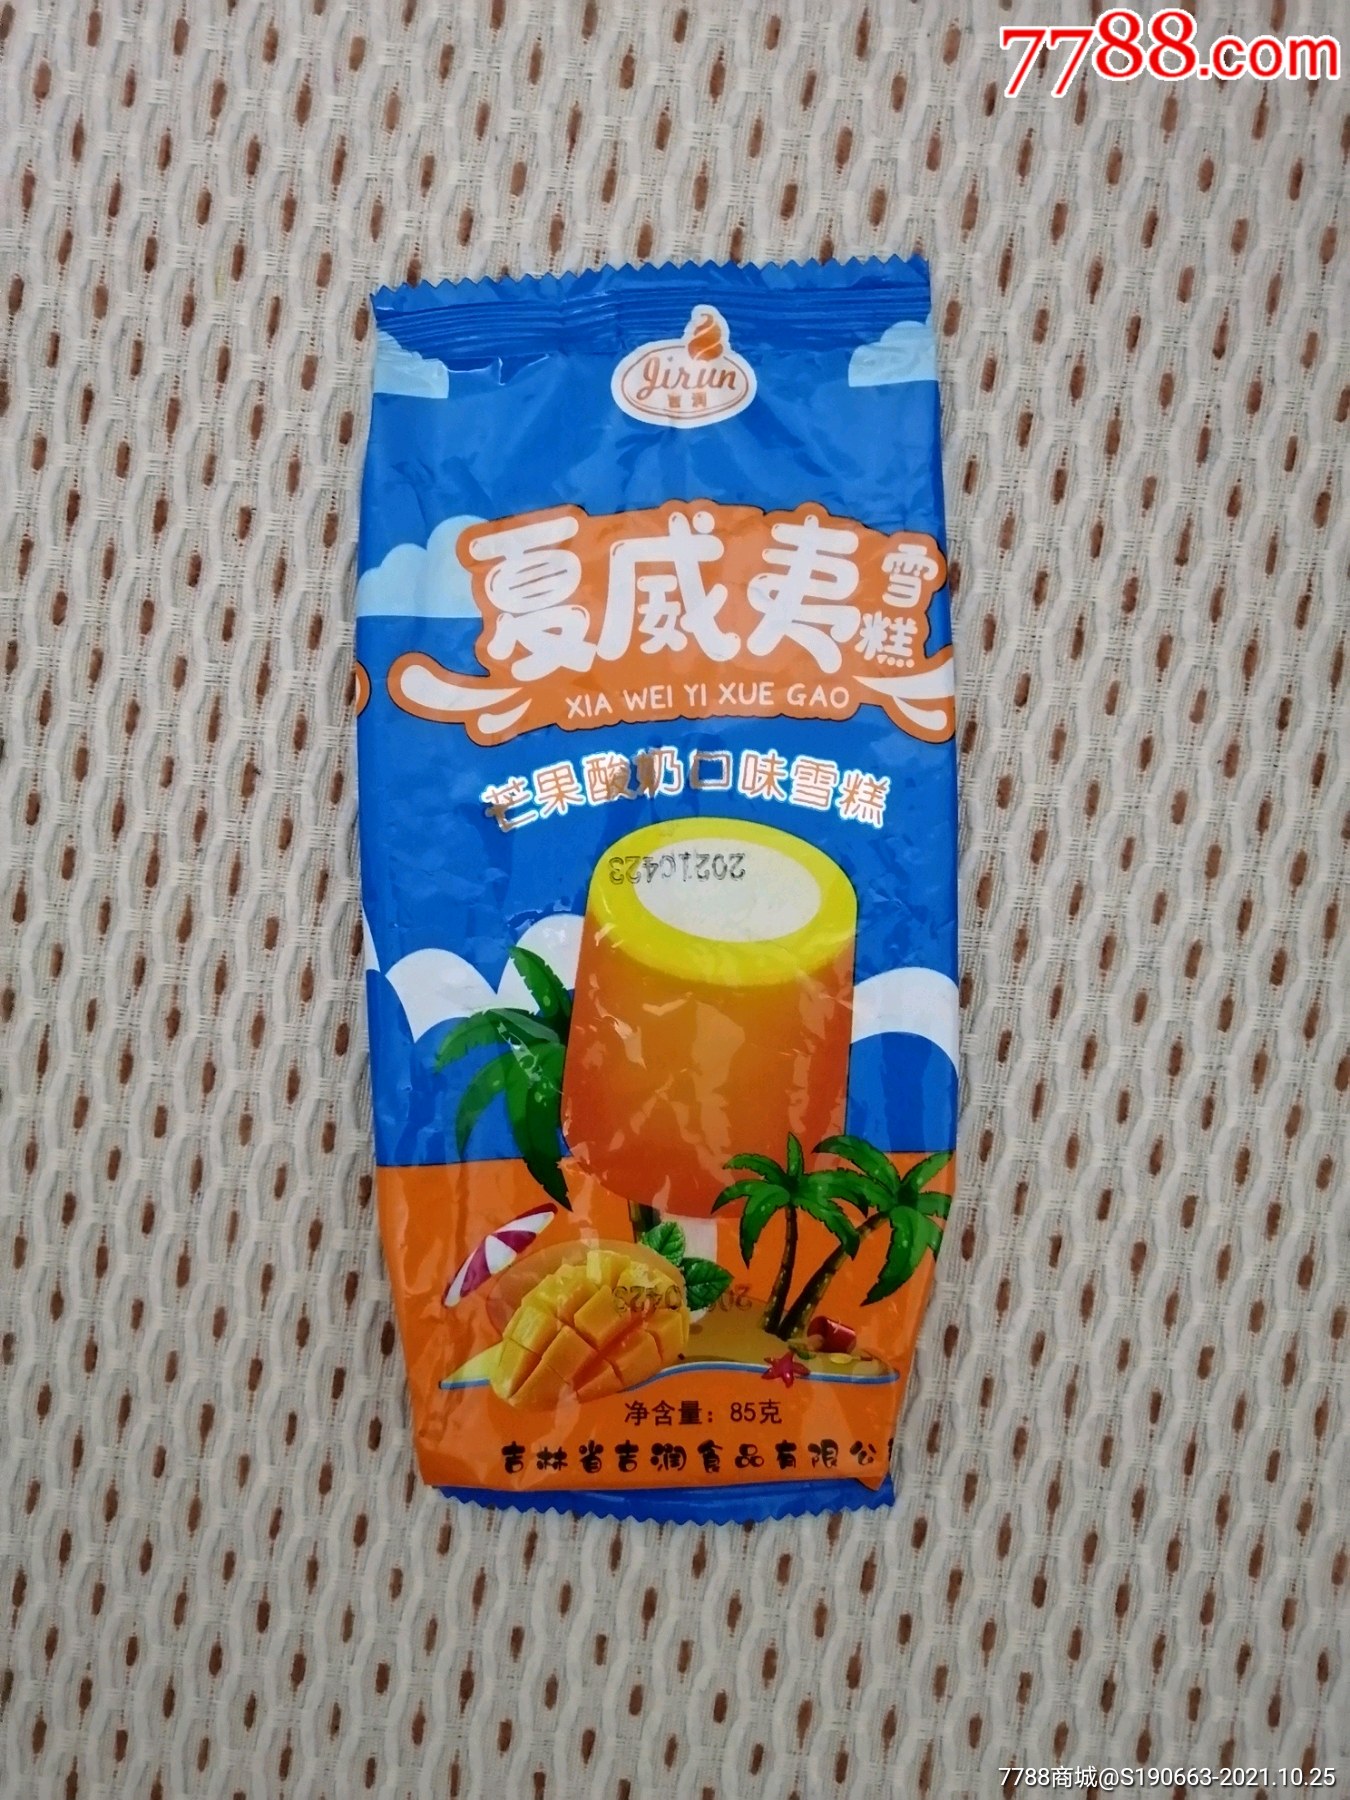 7788.com
Jirun
吉润
夏威夷
雪糕
XIA WEI YI XUE GAO
芒果酸奶口味雪糕
20210423
净含量：85克
吉林省吉润食品有限公
7788商城@S190663-2021.10.25